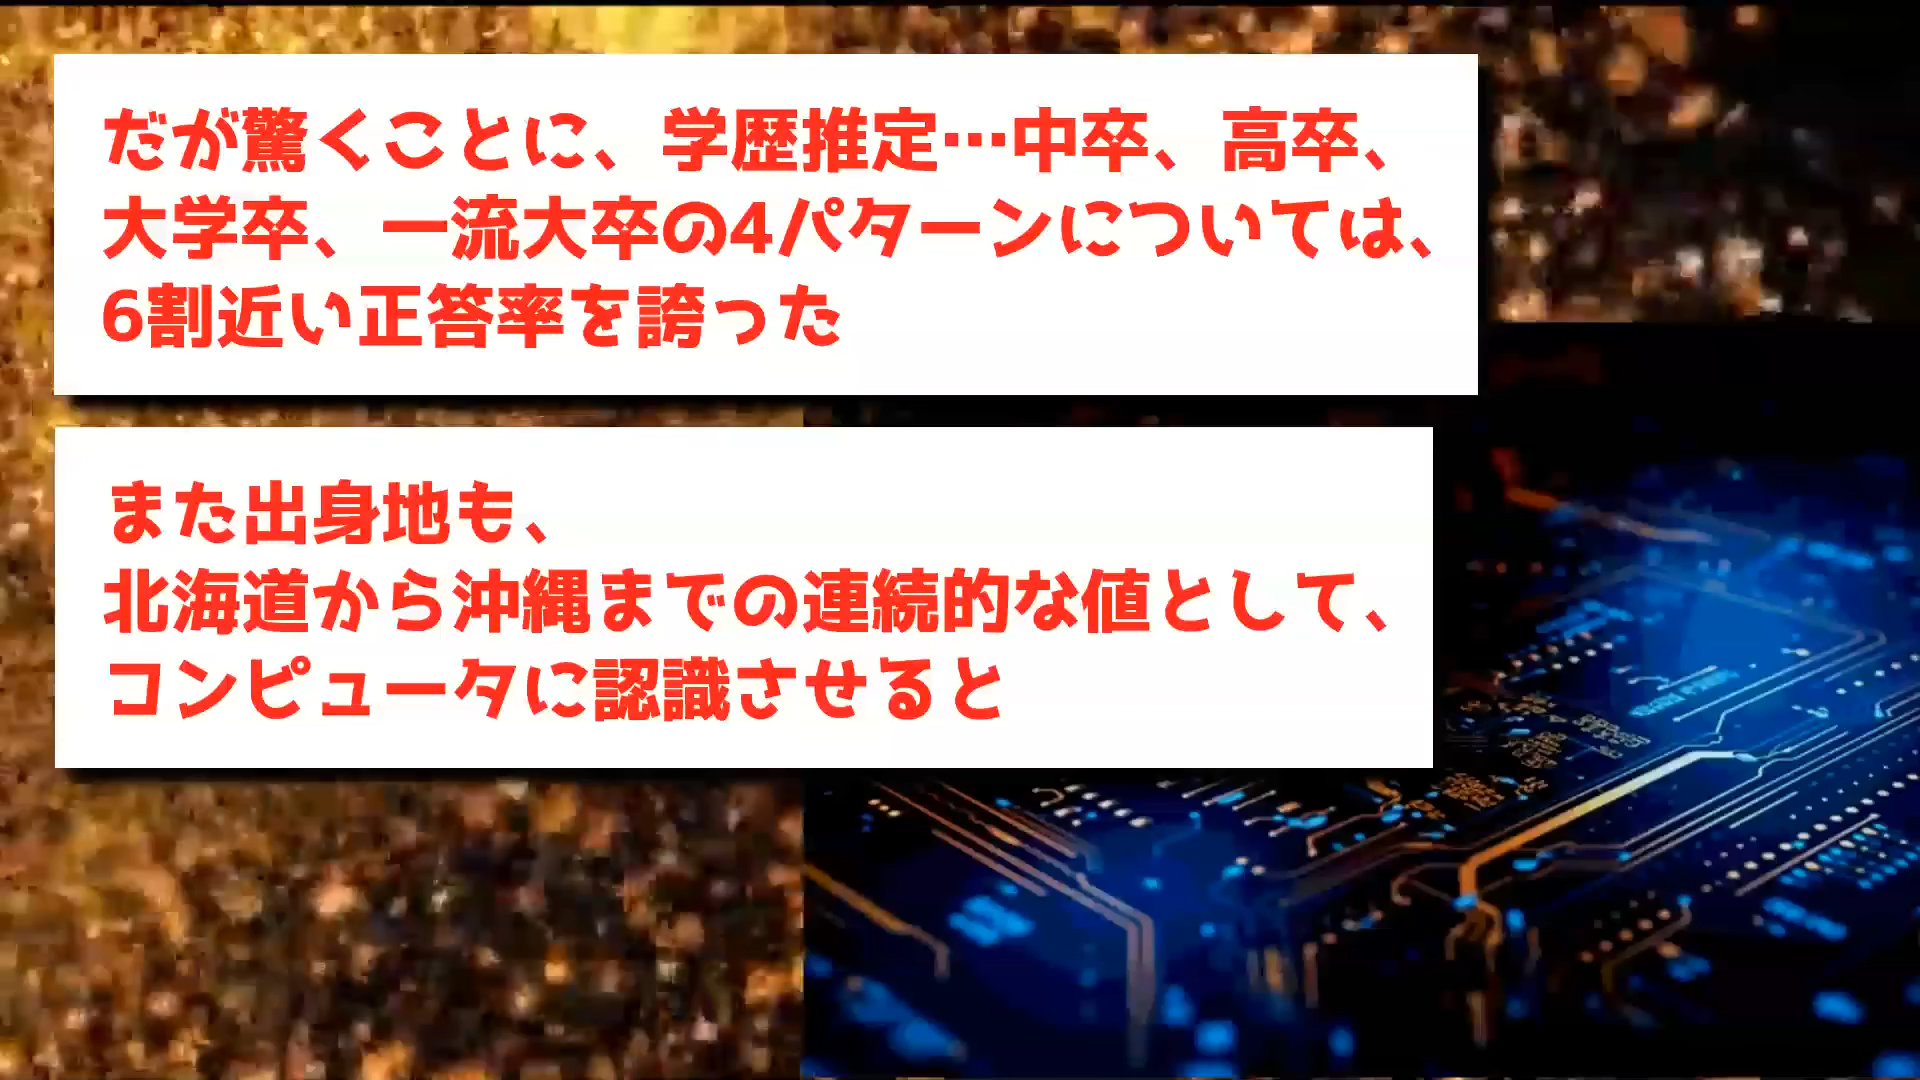 だが驚くことに、学歴推定…中卒、高卒、
大学卒、一流大卒の4パターンについては、
6割近い正答率を誇った
また出身地も、
北海道から沖縄までの連続的な値として、
コンピュータに認識させると